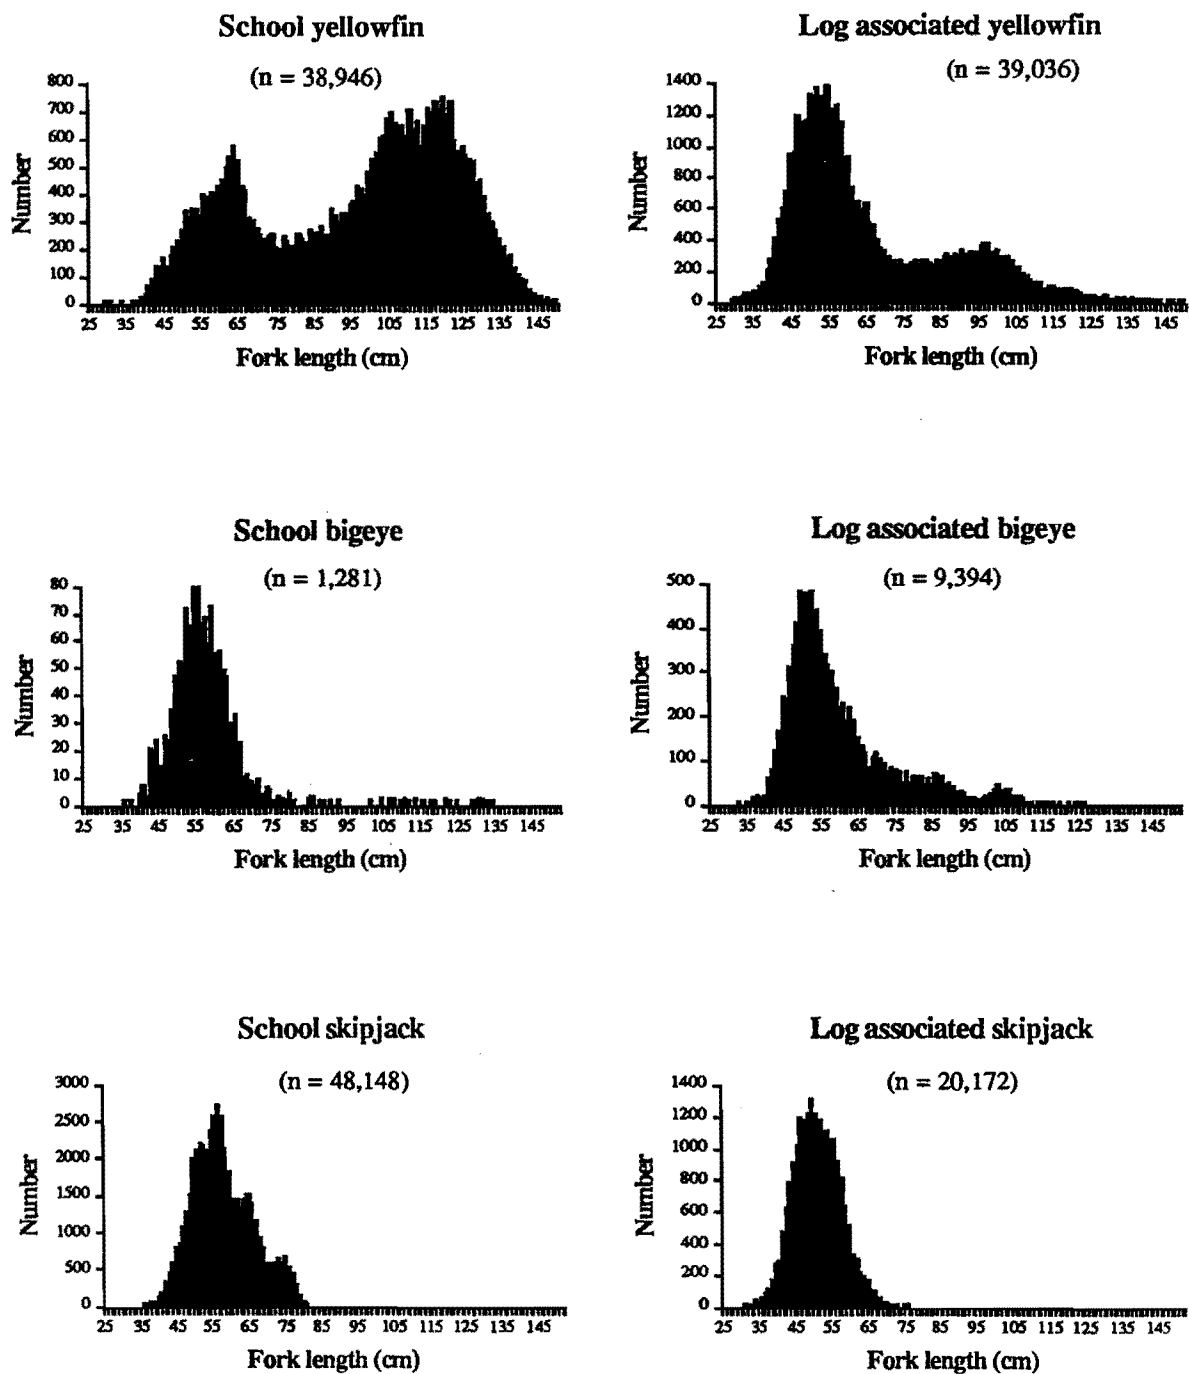 School yellowfin
(n = 38,946)
800
700
600
500
400
300
200
100
0
Number
25 35 45 55 65 75 85 95 105 115 125 135 145
Fork length (cm)
Log associated yellowfin
(n = 39,036)
1400
1200
1000
800
600
400
200
0
Number
25 35 45 55 65 75 85 95 105 115 125 135 145
Fork length (cm)
School bigeye
(n = 1,281)
80
70
60
50
40
30
20
10
0
Number
25 35 45 55 65 75 85 95 105 115 125 135 145
Fork length (cm)
Log associated bigeye
(n = 9,394)
500
400
300
200
100
0
Number
25 35 45 55 65 75 85 95 105 115 125 135 145
Fork length (cm)
School skipjack
(n = 48,148)
3000
2500
2000
1500
1000
500
0
Number
25 35 45 55 65 75 85 95 105 115 125 135 145
Fork length (cm)
Log associated skipjack
(n = 20,172)
1400
1200
1000
800
600
400
200
0
Number
25 35 45 55 65 75 85 95 105 115 125 135 145
Fork length (cm)